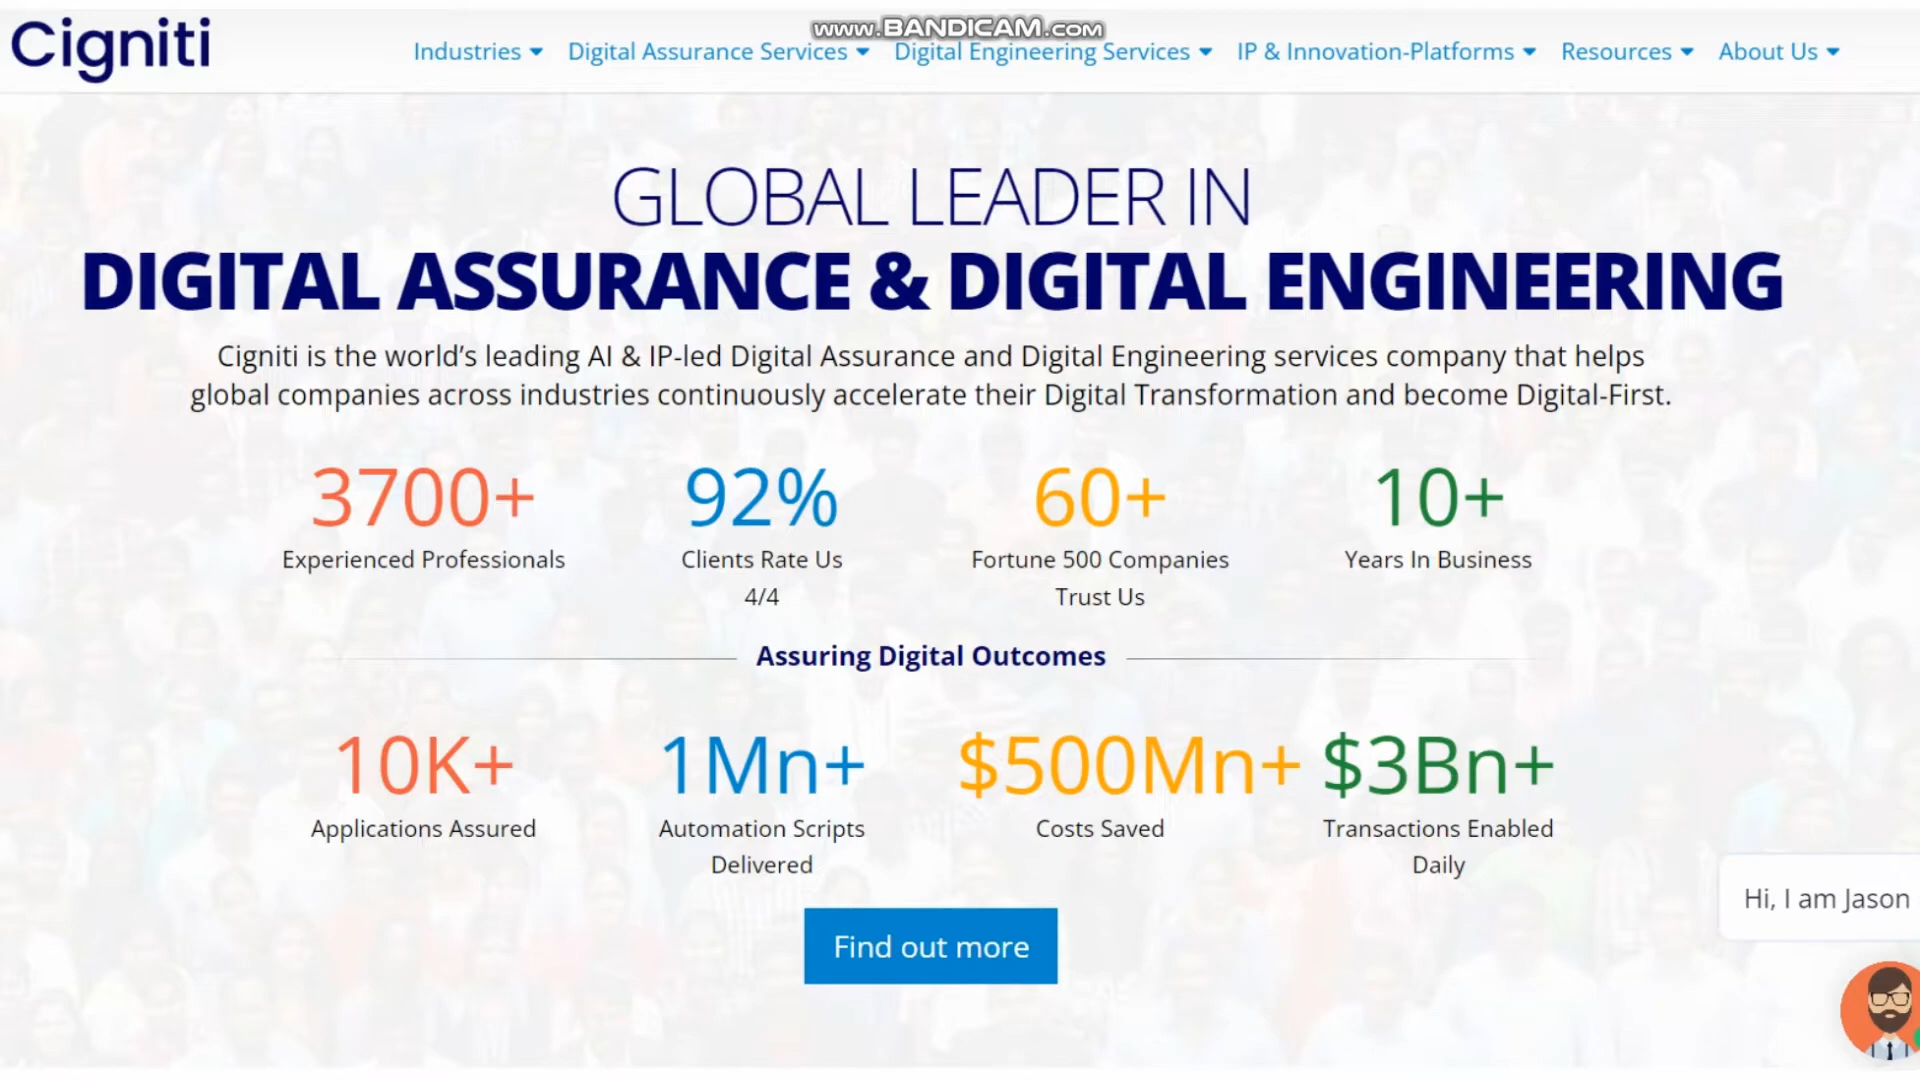 Cigniti
www.BANDICAM.com
Industries Digital Assurance Services Digital Engineering Services IP & Innovation-Platforms Resources About Us
GLOBAL LEADER IN
DIGITAL ASSURANCE & DIGITAL ENGINEERING
Cigniti is the world's leading AI & IP-led Digital Assurance and Digital Engineering services company that helps
global companies across industries continuously accelerate their Digital Transformation and become Digital-First.
3700+ 92% 60+ 10+
Experienced Professionals Clients Rate Us Fortune 500 Companies Years In Business
4/4 Trust Us
Assuring Digital Outcomes
10K+ 1Mn+ $500Mn+ $3Bn+
Applications Assured Automation Scripts Costs Saved Transactions Enabled
Delivered Daily
Hi, I am Jason
Find out more